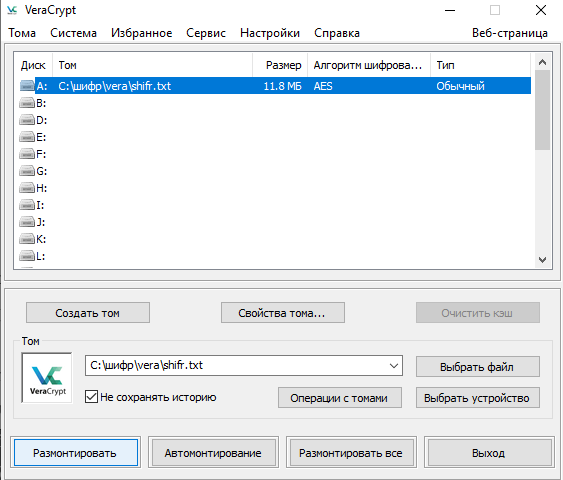 VeraCrypt
Тома Система Избранное Сервис Настройки Справка Веб-страница
Диск Том Размер Алгоритм шифрова... Тип
A: C:\шифр\vera\shifr.txt 11.8 МБ AES Обычный
B:
D:
E:
F:
G:
H:
I:
J:
K:
L:
Создать том Свойства тома... Очистить кэш
Том
VeraCrypt
C:\шифр\vera\shifr.txt Выбрать файл
Не сохранять историю Операции с томами Выбрать устройство
Размонтировать Автомонтирование Размонтировать все Выход